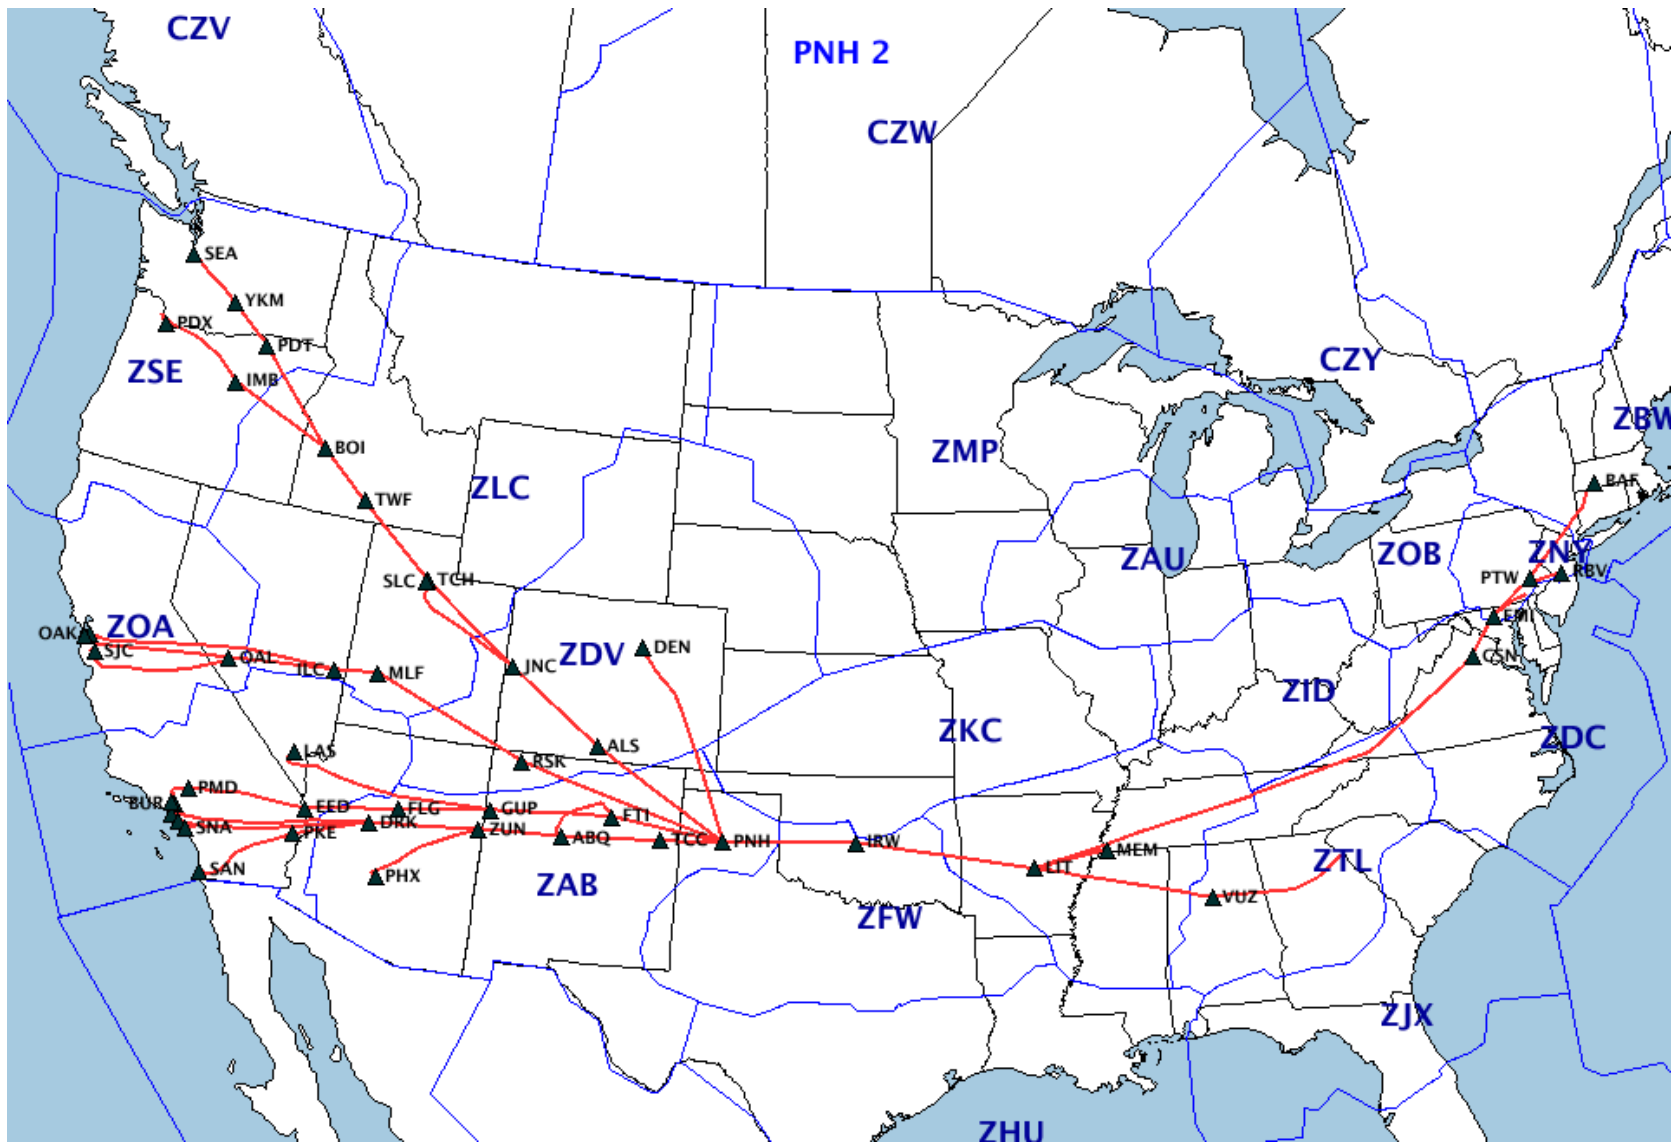 CZV
PNH 2
CZW
SEA
YKM
PDX
PDT
ZSE
IMB
CZY
BOI
ZBW
ZMP
ZLC
TWF
BAF
ZAU
ZOB
ZNY
SLC
TCH
PTW
RBV
OAK
ZOA
EMI
SJC
OAL
ILC
MLF
JNC
ZDV
DEN
CSN
ZID
ZKC
ZDC
LAS
ALS
RSK
PMD
BUR
EED
FLG
GUP
FTI
SNA
PKE
DRK
ZUN
ABQ
TCC
PNH
IRW
MEM
LIT
ZTL
SAN
PHX
ZAB
VUZ
ZFW
ZJX
ZHU